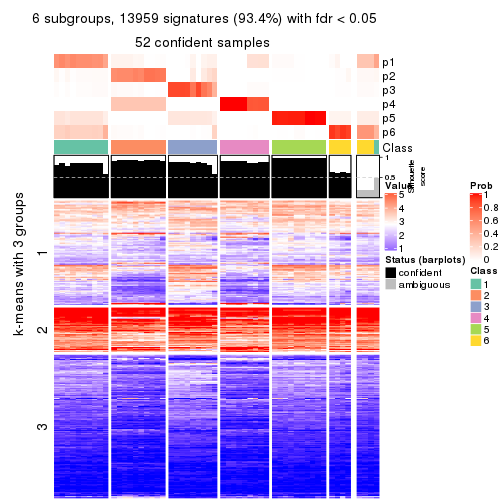 6 subgroups, 13959 signatures (93.4%) with fdr < 0.05
52 confident samples
p1
p2
p3
p4
p5
p6
Class
1
0.5
0
Silhouette
score
k-means with 3 groups
1
2
3
Value
5
4
3
2
1
Status (barplots)
confident
ambiguous
Prob
1
0.8
0.6
0.4
0.2
0
Class
1
2
3
4
5
6